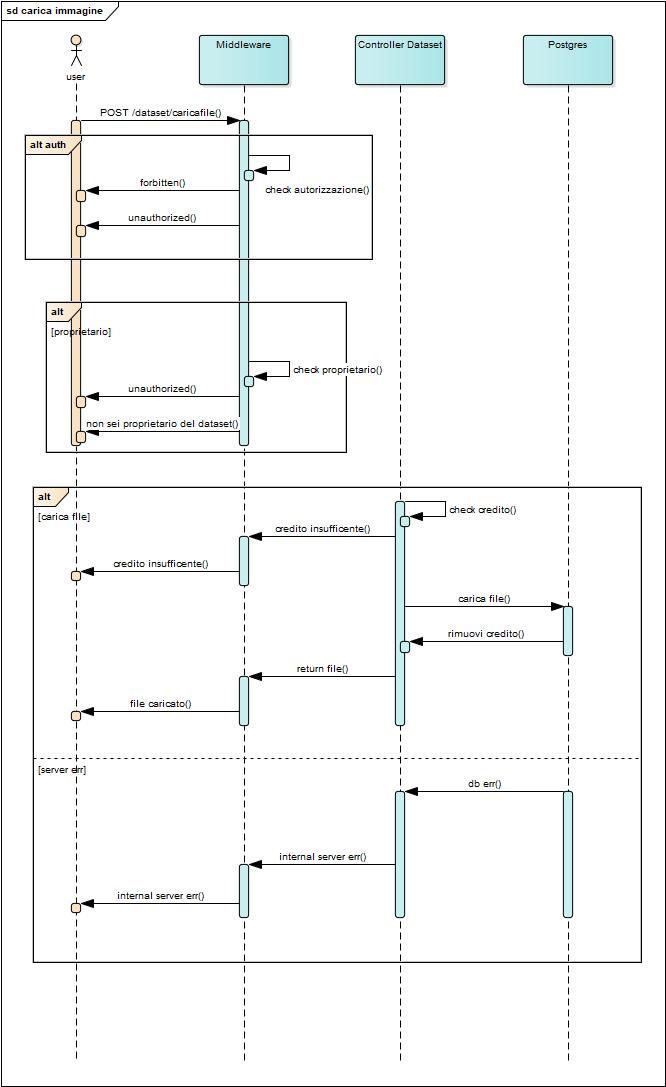 sd carica immagine
user
Middleware
Controller Dataset
Postgres
POST /dataset/caricafile()
alt auth
check autorizzazione()
forbitten()
unauthorized()
alt
[proprietario]
check proprietario()
unauthorized()
non sei proprietario del dataset()
alt
[carica file]
check credito()
credito insufficente()
credito insufficente()
carica file()
rimuovi credito()
return file()
file caricato()
[server err]
db err()
internal server err()
internal server err()